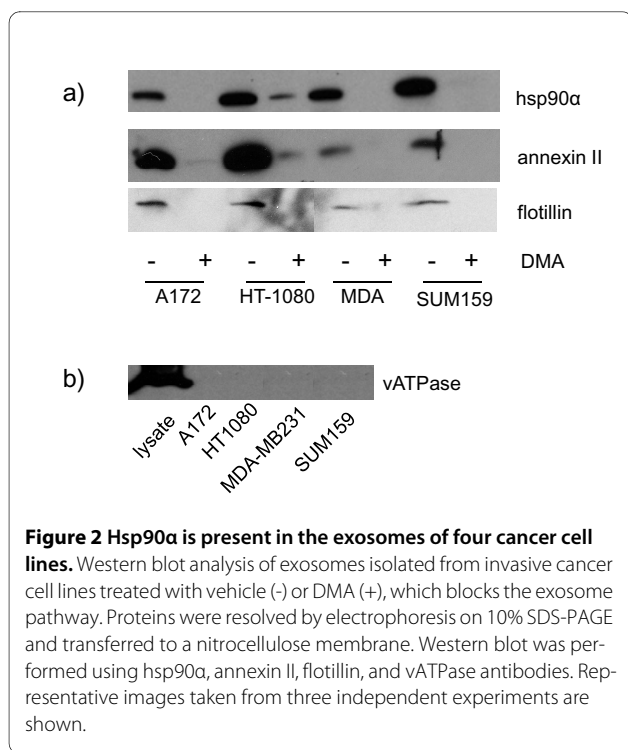 a)
hsp90α
annexin II
flotillin
- + - + - + - + DMA
A172 HT-1080 MDA SUM159
b)
vATPase
lysate
A172
HT1080
MDA-MB231
SUM159
Figure 2 Hsp90α is present in the exosomes of four cancer cell
lines. Western blot analysis of exosomes isolated from invasive cancer
cell lines treated with vehicle (-) or DMA (+), which blocks the exosome
pathway. Proteins were resolved by electrophoresis on 10% SDS-PAGE
and transferred to a nitrocellulose membrane. Western blot was per-
formed using hsp90α, annexin II, flotillin, and vATPase antibodies. Rep-
resentative images taken from three independent experiments are
shown.